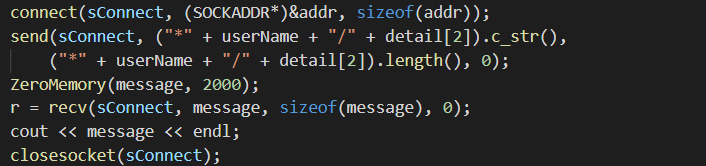 connect(sConnect, (SOCKADDR*)&addr, sizeof(addr));
send(sConnect, ("*" + userName + "/" + detail[2]).c_str(),
("*" + userName + "/" + detail[2]).length(), 0);
ZeroMemory(message, 2000);
r = recv(sConnect, message, sizeof(message), 0);
cout << message << endl;
closesocket(sConnect);